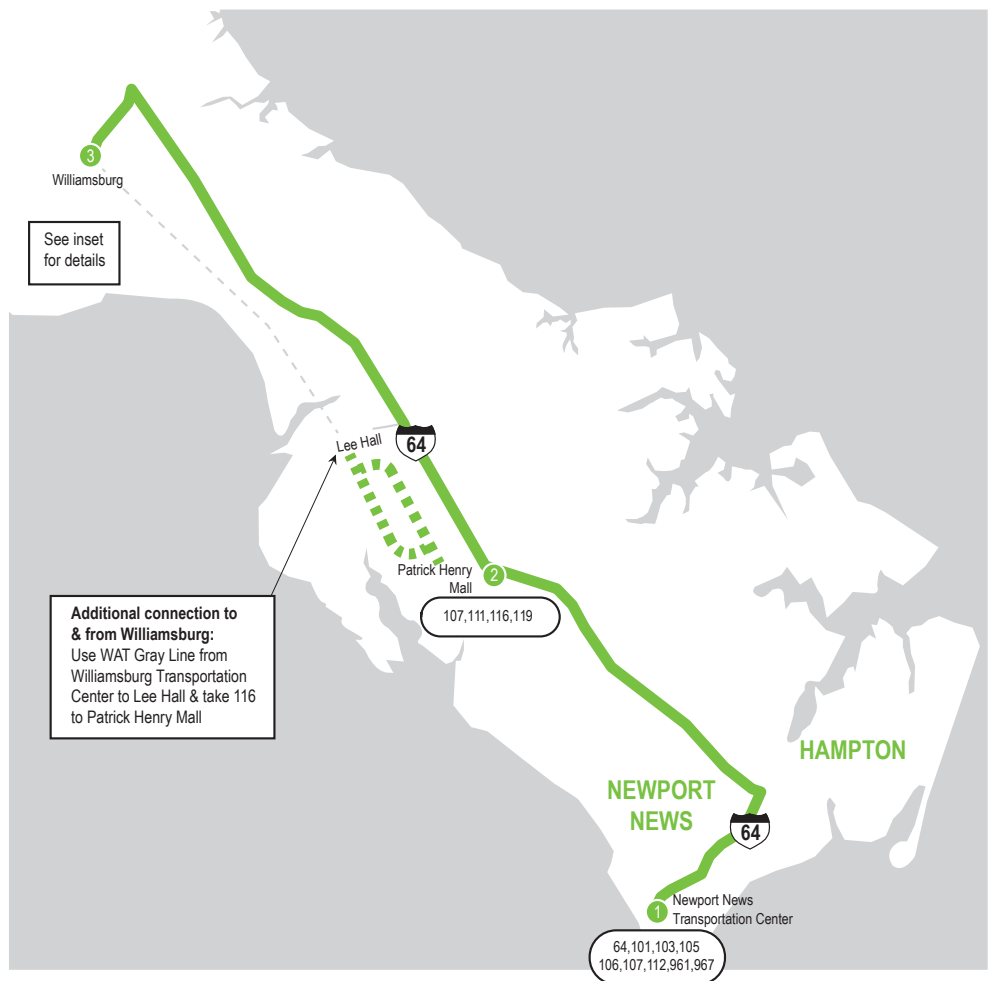 3
Williamsburg
See inset
for details
Lee Hall
64
Patrick Henry
Mall
2
107,111,116,119
Additional connection to
& from Williamsburg:
Use WAT Gray Line from
Williamsburg Transportation
Center to Lee Hall & take 116
to Patrick Henry Mall
HAMPTON
NEWPORT
NEWS
64
1
Newport News
Transportation Center
64,101,103,105
106,107,112,961,967